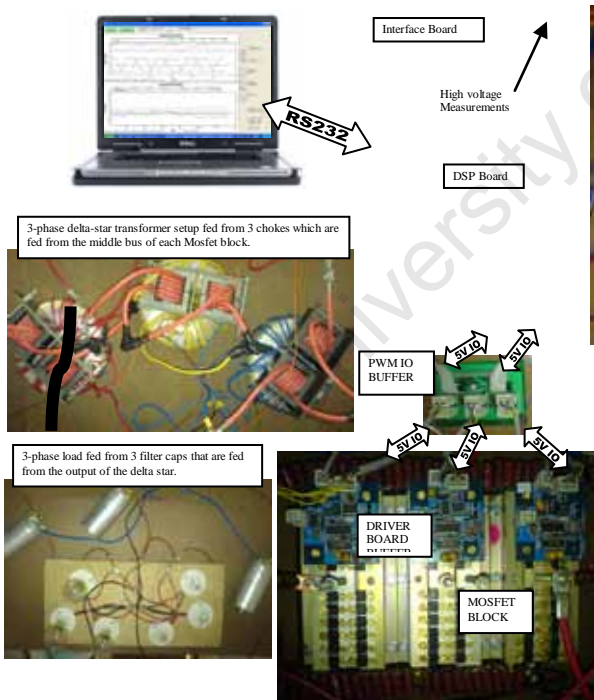 Interface Board
High voltage
Measurements
RS232
DSP Board
3-phase delta-star transformer setup fed from 3 chokes which are
fed from the middle bus of each Mosfet block.
5V IO
5V IO
PWM IO
BUFFER
3-phase load fed from 3 filter caps that are fed
from the output of the delta star.
5V IO
5V IO
5V IO
DRIVER
BOARD
BUFFER
MOSFET
BLOCK